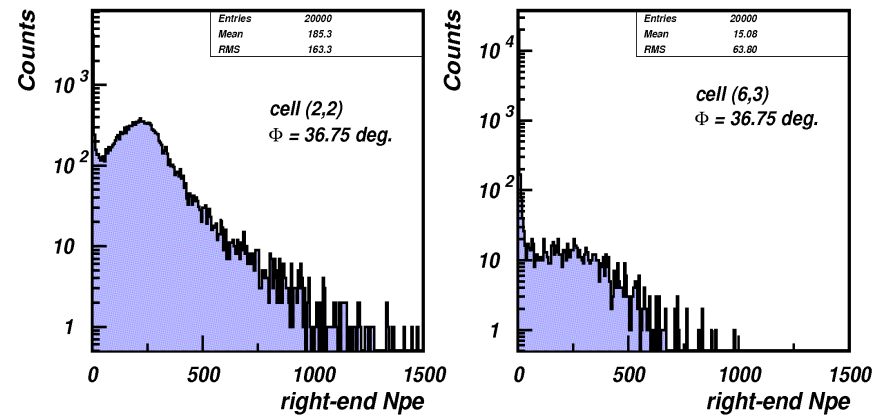 Counts
Entries 20000
Mean 185.3
RMS 163.3
10 3
cell (2,2)
Φ = 36.75 deg.
10 2
10
1
0 500 1000 1500
right-end Npe
Counts
Entries 20000
Mean 15.08
RMS 63.80
10 4
cell (6,3)
Φ = 36.75 deg.
10 3
10 2
10
1
0 500 1000 1500
right-end Npe